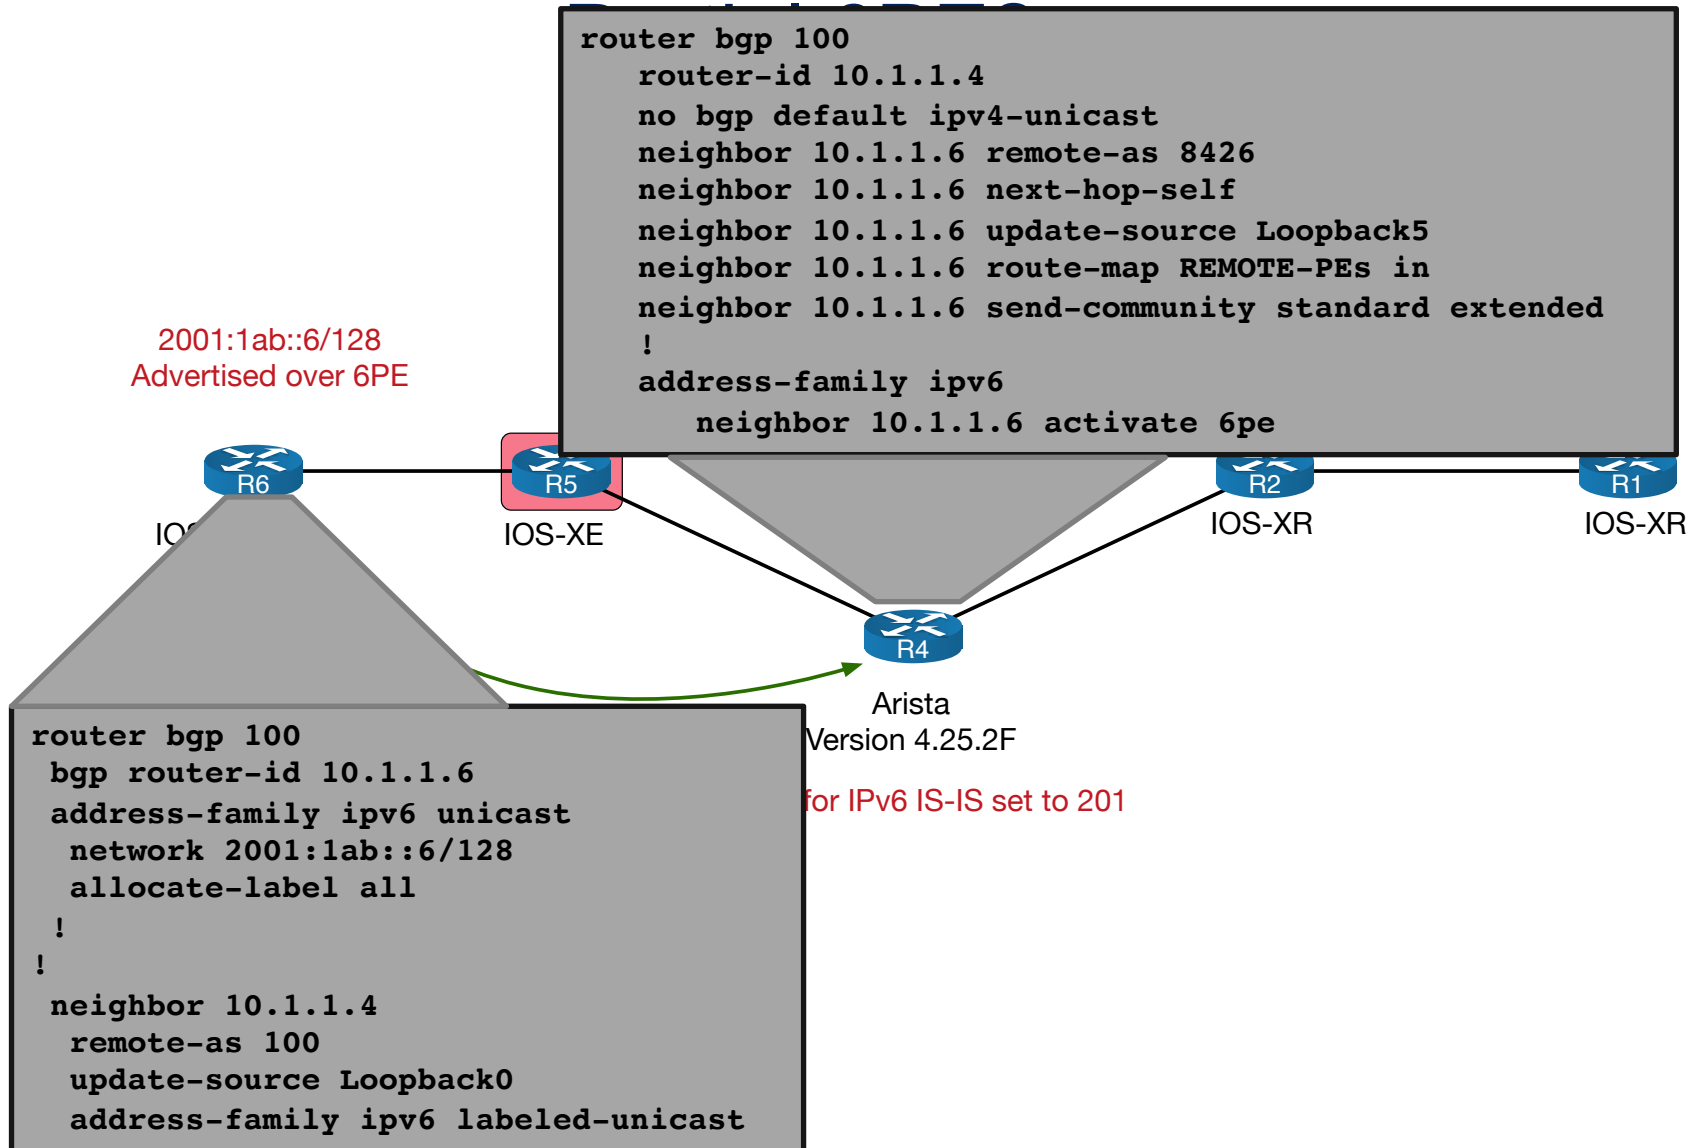 router bgp 100
router-id 10.1.1.4
no bgp default ipv4-unicast
neighbor 10.1.1.6 remote-as 8426
neighbor 10.1.1.6 next-hop-self
neighbor 10.1.1.6 update-source Loopback5
neighbor 10.1.1.6 route-map REMOTE-PEs in
neighbor 10.1.1.6 send-community standard extended
!
address-family ipv6
neighbor 10.1.1.6 activate 6pe
2001:1ab::6/128
Advertised over 6PE
R6
R5
R2
R1
IOS-XE
IOS-XR
IOS-XR
R4
Arista
Version 4.25.2F
for IPv6 IS-IS set to 201
router bgp 100
bgp router-id 10.1.1.6
address-family ipv6 unicast
network 2001:1ab::6/128
allocate-label all
!
!
neighbor 10.1.1.4
remote-as 100
update-source Loopback0
address-family ipv6 labeled-unicast